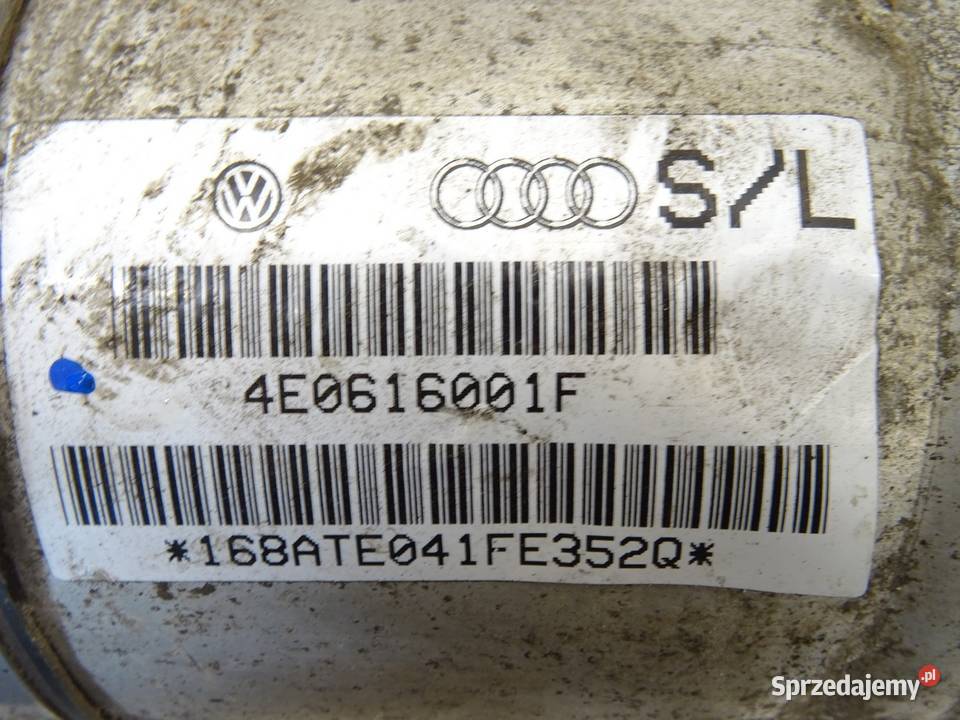 S/L
4E0616001F
*168ATE041FE352Q*
Sprzedajemy.pl